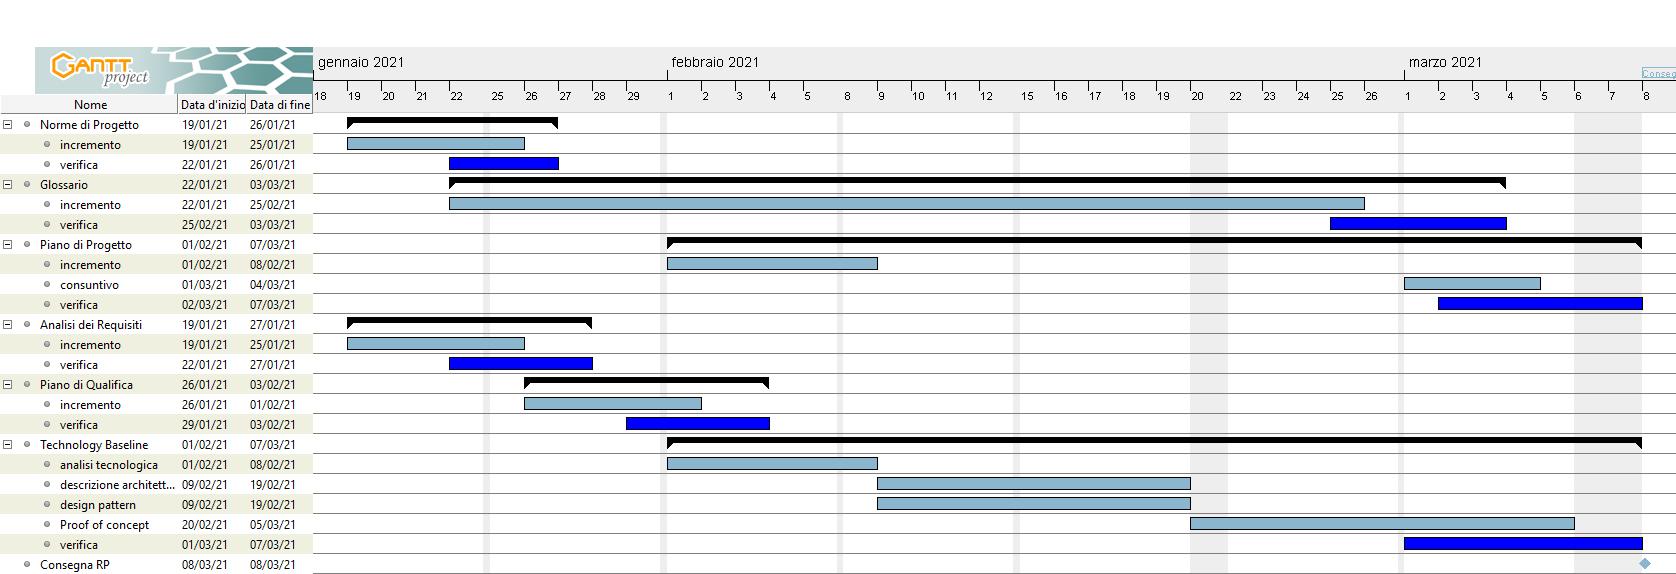 GANTT project
gennaio 2021 febbraio 2021 marzo 2021
Nome Data d'inizio Data di fine 18 19 20 21 22 25 26 27 28 29 1 2 3 4 5 8 9 10 11 12 15 16 17 18 19 20 22 23 24 25 26 1 2 3 4 5 6 7 8
Norme di Progetto 19/01/21 26/01/21
incremento 19/01/21 25/01/21
verifica 22/01/21 26/01/21
Glossario 22/01/21 03/03/21
incremento 22/01/21 25/02/21
verifica 25/02/21 03/03/21
Piano di Progetto 01/02/21 07/03/21
incremento 01/02/21 08/02/21
consuntivo 01/03/21 04/03/21
verifica 02/03/21 07/03/21
Analisi dei Requisiti 19/01/21 27/01/21
incremento 19/01/21 25/01/21
verifica 22/01/21 27/01/21
Piano di Qualifica 26/01/21 03/02/21
incremento 26/01/21 01/02/21
verifica 29/01/21 03/02/21
Technology Baseline 01/02/21 07/03/21
analisi tecnologica 01/02/21 08/02/21
descrizione architett... 09/02/21 19/02/21
design pattern 09/02/21 19/02/21
Proof of concept 20/02/21 05/03/21
verifica 01/03/21 07/03/21
Consegna RP 08/03/21 08/03/21